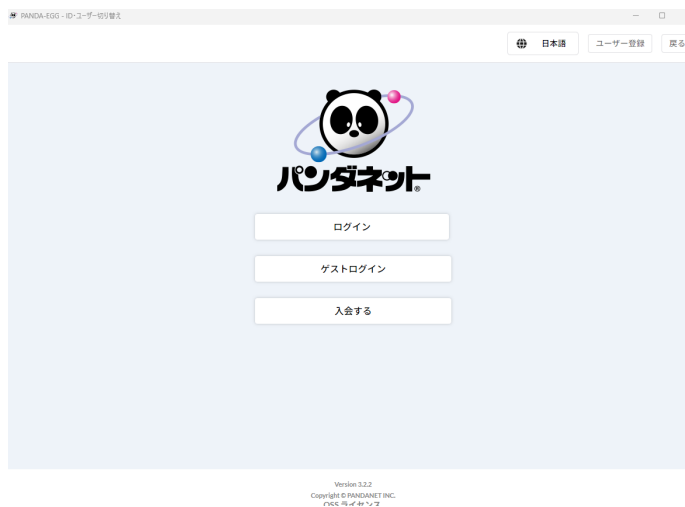 PANDA-EGG - ID・ユーザー切り替え
日本語 ユーザー登録 戻る
パンダネット®
ログイン
ゲストログイン
入会する
Version 3.2.2
Copyright © PANDANET INC.
OSS ライセンス